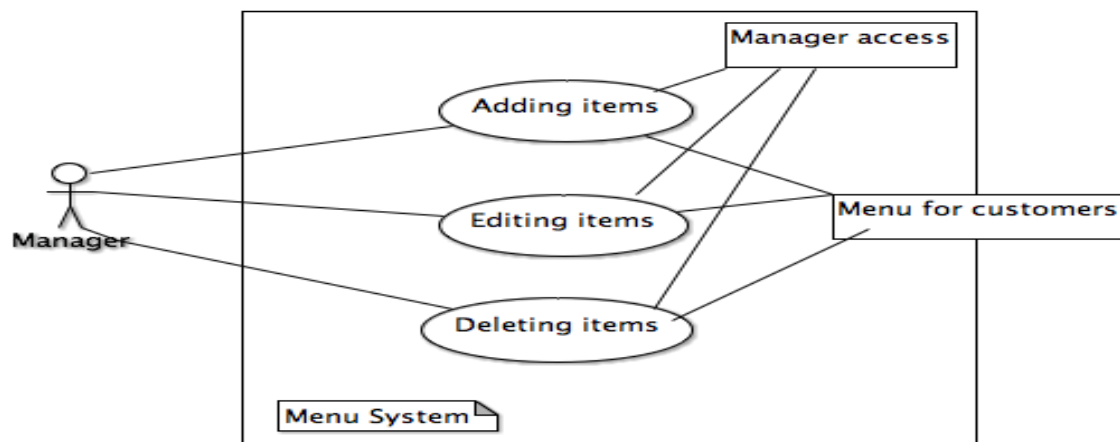 Manager access
Adding items
Editing items
Menu for customers
Manager
Deleting items
Menu System